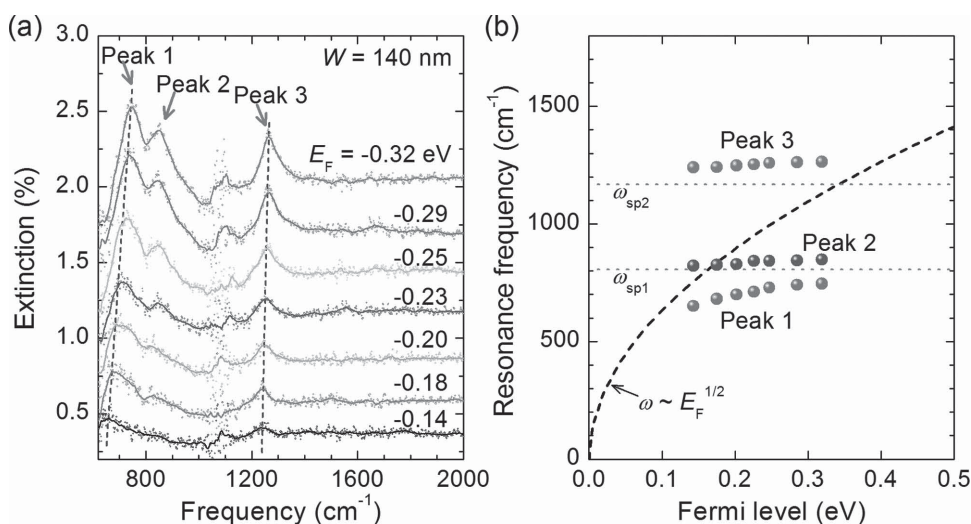 (a)
3.0
2.5
2.0
1.5
1.0
0.5
Extinction (%)
Peak 1
Peak 2
Peak 3
W = 140 nm
E_F = -0.32 eV
-0.29
-0.25
-0.23
-0.20
-0.18
-0.14
800 1200 1600 2000
Frequency (cm⁻¹)
(b)
1500
1000
500
0
Resonance frequency (cm⁻¹)
Peak 3
ω_sp2
Peak 2
ω_sp1
Peak 1
ω ~ E_F^1/2
0.0 0.1 0.2 0.3 0.4 0.5
Fermi level (eV)